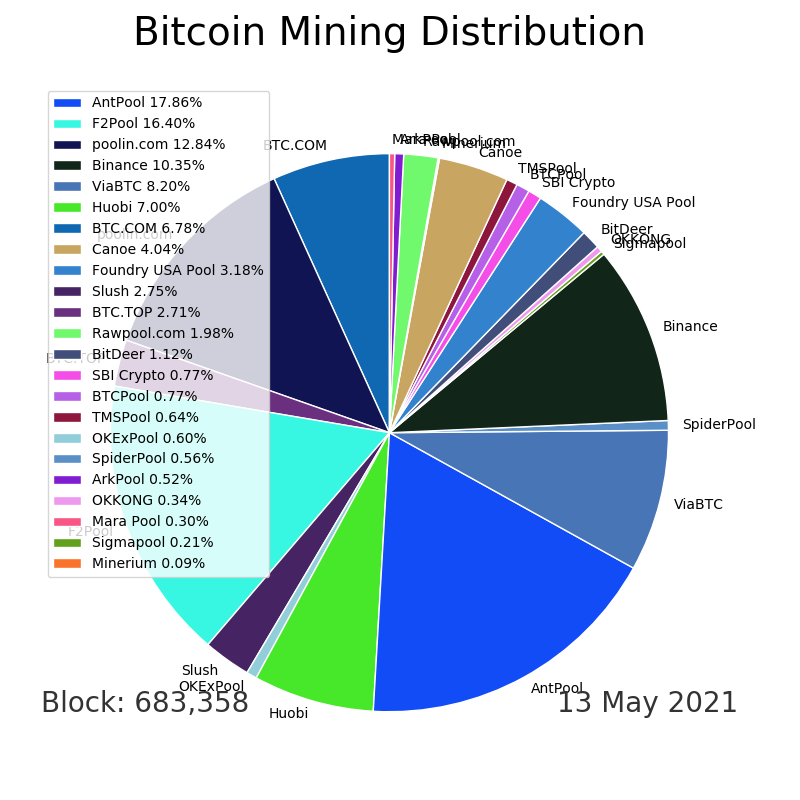 Bitcoin Mining Distribution
AntPool 17.86%
F2Pool 16.40%
poolin.com 12.84%
Binance 10.35%
ViaBTC 8.20%
Huobi 7.00%
BTC.COM 6.78%
Canoe 4.04%
Foundry USA Pool 3.18%
Slush 2.75%
BTC.TOP 2.71%
Rawpool.com 1.98%
BitDeer 1.12%
SBI Crypto 0.77%
BTCPool 0.77%
TMSPool 0.64%
OKExPool 0.60%
SpiderPool 0.56%
ArkPool 0.52%
OKKONG 0.34%
Mara Pool 0.30%
Sigmapool 0.21%
Minerium 0.09%
Mara Pool
ArkPool
Rawpool.com
Minerium
Canoe
TMSPool
BTCPool
SBI Crypto
Foundry USA Pool
BitDeer
OKKONG
Sigmapool
Binance
SpiderPool
ViaBTC
AntPool
Huobi
OKExPool
Slush
F2Pool
BTC.TOP
poolin.com
BTC.COM
Block: 683,358
13 May 2021